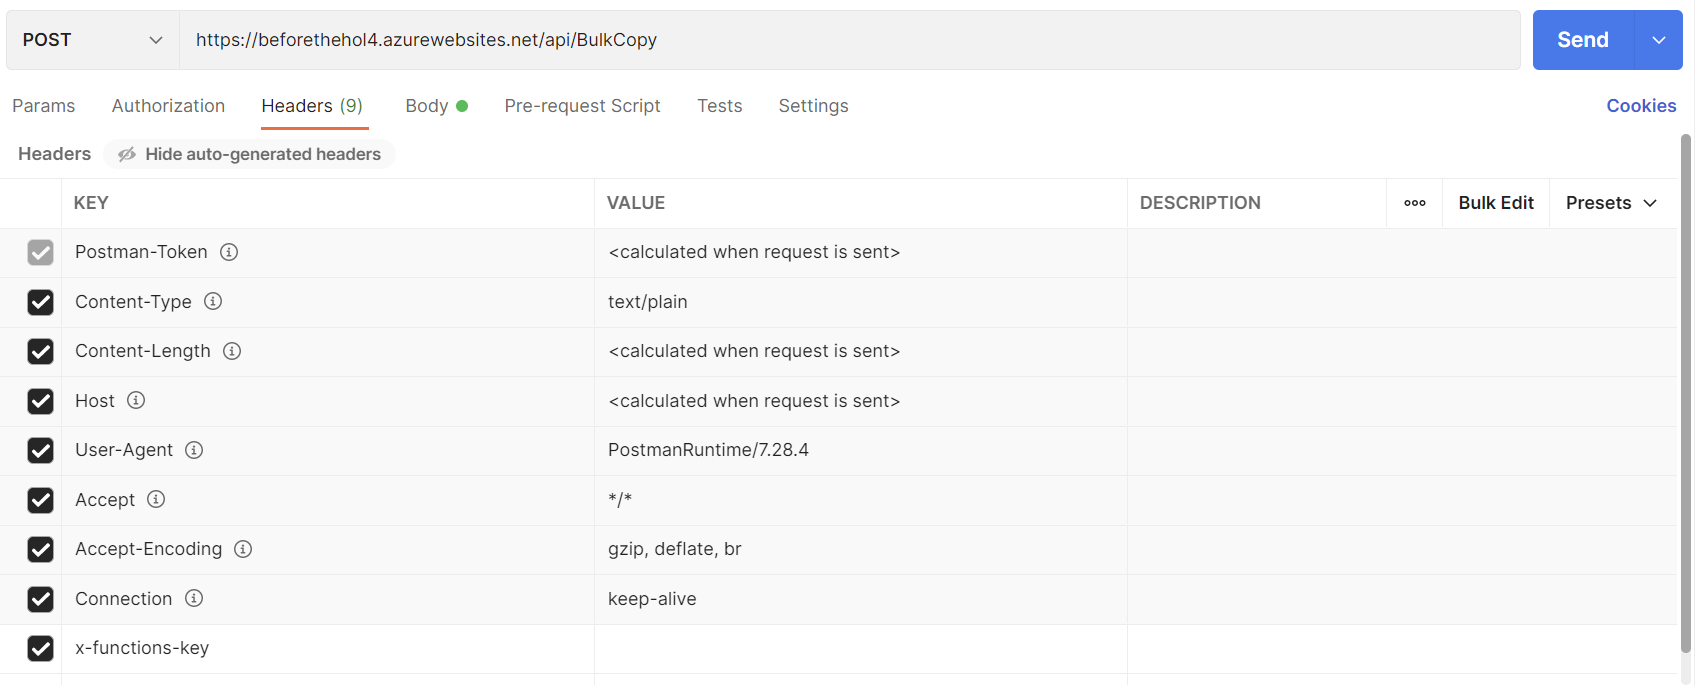 POST https://beforethehol4.azurewebsites.net/api/BulkCopy Send
Params Authorization Headers (9) Body Pre-request Script Tests Settings Cookies
Headers Hide auto-generated headers
KEY VALUE DESCRIPTION Bulk Edit Presets
Postman-Token <calculated when request is sent>
Content-Type text/plain
Content-Length <calculated when request is sent>
Host <calculated when request is sent>
User-Agent PostmanRuntime/7.28.4
Accept */*
Accept-Encoding gzip, deflate, br
Connection keep-alive
x-functions-key